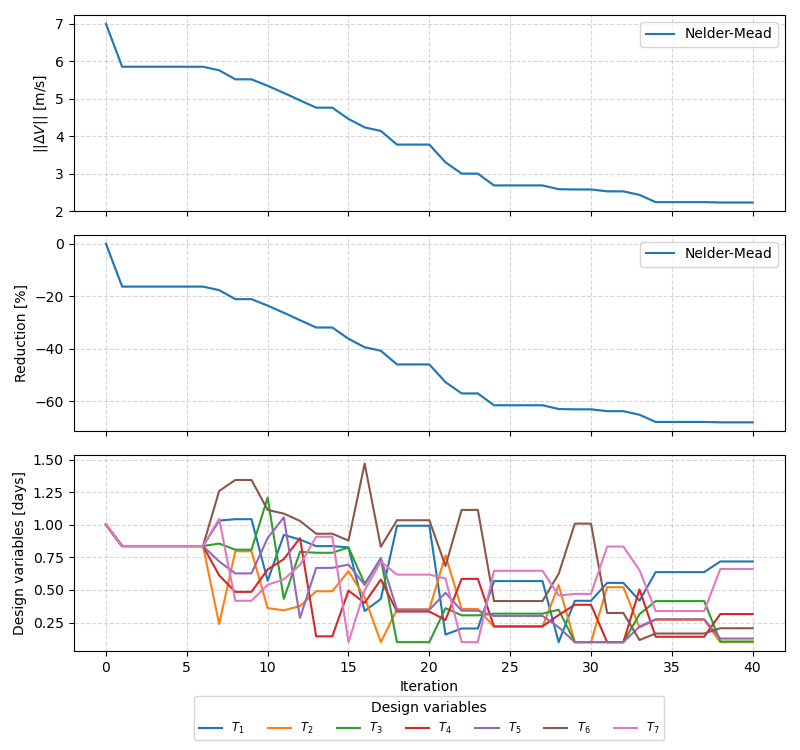 7
6
5
4
3
2
||ΔV|| [m/s]
Nelder-Mead
0
−20
−40
−60
Reduction [%]
Nelder-Mead
1.50
1.25
1.00
0.75
0.50
0.25
Design variables [days]
0 5 10 15 20 25 30 35 40
Iteration
Design variables
T1 T2 T3 T4 T5 T6 T7